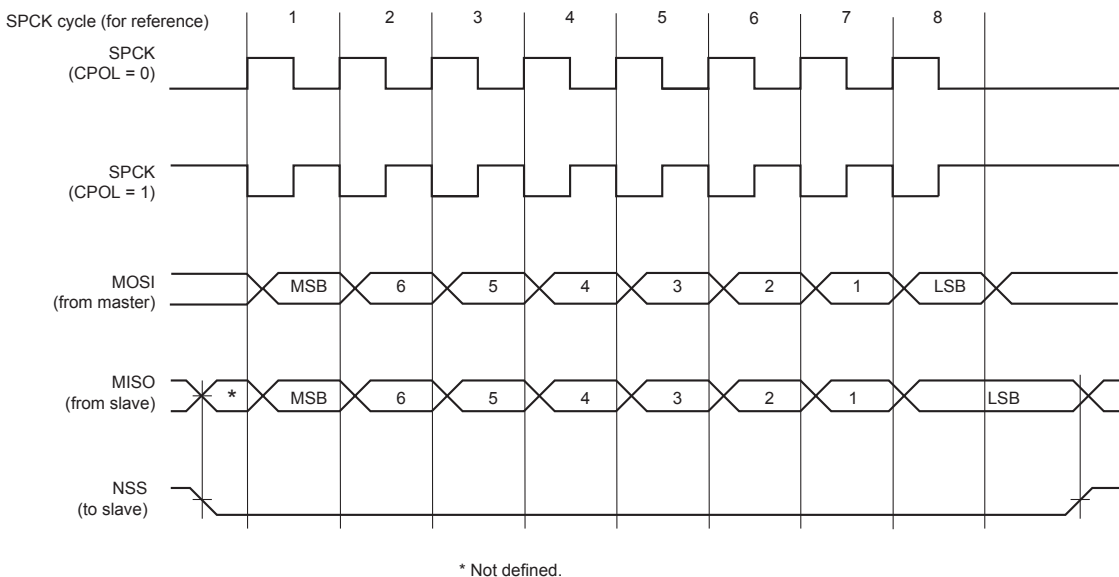 SPCK cycle (for reference) 1 2 3 4 5 6 7 8
SPCK
(CPOL = 0)
SPCK
(CPOL = 1)
MOSI
(from master)
MSB 6 5 4 3 2 1 LSB
MISO
(from slave)
* MSB 6 5 4 3 2 1 LSB
NSS
(to slave)
* Not defined.